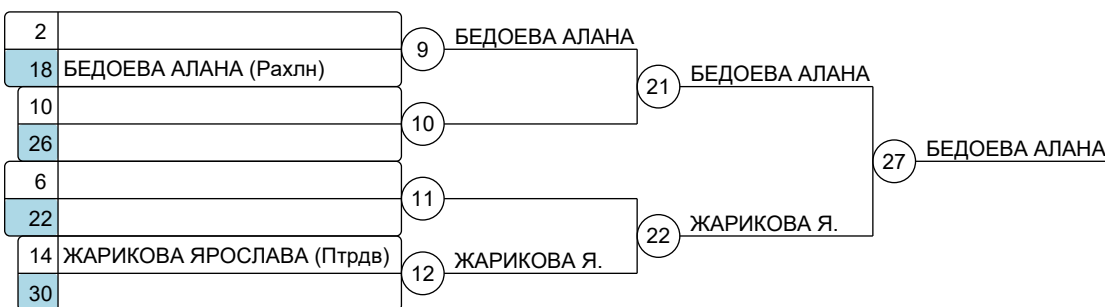 2
18 БЕДОЕВА АЛАНА (Рахлн)
9 БЕДОЕВА АЛАНА
10
26
10
21 БЕДОЕВА АЛАНА
6
22
11
14 ЖАРИКОВА ЯРОСЛАВА (Птрдв)
30
12 ЖАРИКОВА Я.
22 ЖАРИКОВА Я.
27 БЕДОЕВА АЛАНА